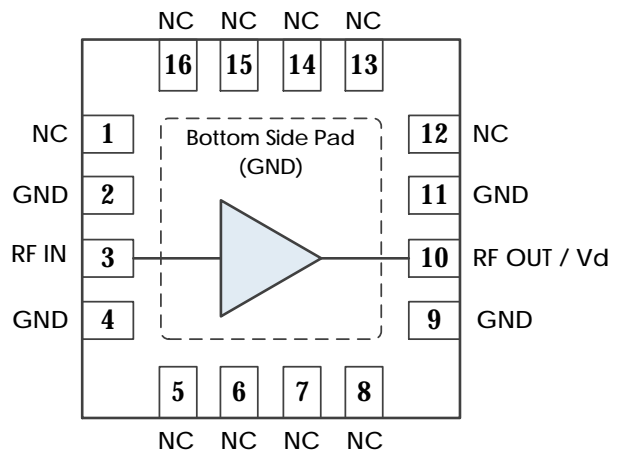 NC NC NC NC
16 15 14 13
NC 1 Bottom Side Pad 12 NC
(GND)
GND 2 11 GND
RF IN 3 10 RF OUT / Vd
GND 4 9 GND
5 6 7 8
NC NC NC NC